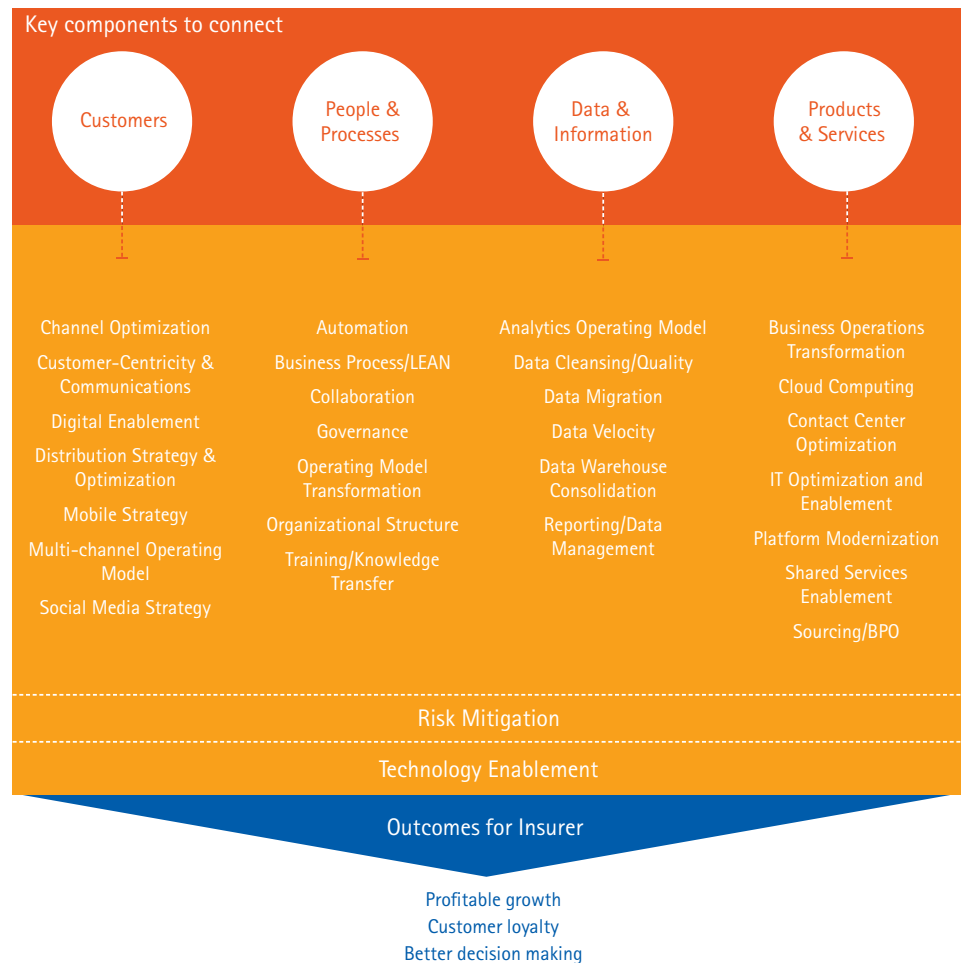 Key components to connect
Customers
People &
Processes
Data &
Information
Products
& Services
Channel Optimization
Customer-Centricity &
Communications
Digital Enablement
Distribution Strategy &
Optimization
Mobile Strategy
Multi-channel Operating
Model
Social Media Strategy
Automation
Business Process/LEAN
Collaboration
Governance
Operating Model
Transformation
Organizational Structure
Training/Knowledge
Transfer
Analytics Operating Model
Data Cleansing/Quality
Data Migration
Data Velocity
Data Warehouse
Consolidation
Reporting/Data
Management
Business Operations
Transformation
Cloud Computing
Contact Center
Optimization
IT Optimization and
Enablement
Platform Modernization
Shared Services
Enablement
Sourcing/BPO
Risk Mitigation
Technology Enablement
Outcomes for Insurer
Profitable growth
Customer loyalty
Better decision making